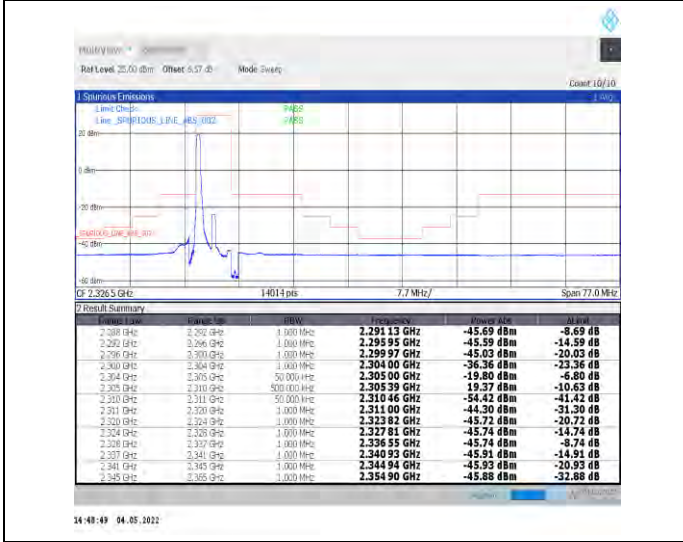 MultiView
Ref Level 25.00 dBm Offset 6.57 dB Mode Sweep
Count 10/10
1 Spurious Emissions
Limit Check PASS
Line _SPURIOUS_LINE_ABS_002 PASS
20 dBm
0 dBm
-20 dBm
-40 dBm
-60 dBm
CF 2.3265 GHz 14014 pts 7.7 MHz/ Span 77.0 MHz
2 Result Summary
Range Low Range Up RBW Frequency Power Abs ΔLimit
2.288 GHz 2.292 GHz 1.000 MHz 2.291 13 GHz -45.69 dBm -8.69 dB
2.292 GHz 2.296 GHz 1.000 MHz 2.295 95 GHz -45.59 dBm -14.59 dB
2.296 GHz 2.300 GHz 1.000 MHz 2.299 97 GHz -45.03 dBm -20.03 dB
2.300 GHz 2.304 GHz 1.000 MHz 2.304 00 GHz -36.36 dBm -23.36 dB
2.304 GHz 2.305 GHz 50.000 kHz 2.305 00 GHz -19.80 dBm -6.80 dB
2.305 GHz 2.310 GHz 500.000 kHz 2.305 39 GHz 19.37 dBm -10.63 dB
2.310 GHz 2.311 GHz 50.000 kHz 2.310 46 GHz -54.42 dBm -41.42 dB
2.311 GHz 2.320 GHz 1.000 MHz 2.311 00 GHz -44.30 dBm -31.30 dB
2.320 GHz 2.324 GHz 1.000 MHz 2.323 82 GHz -45.72 dBm -20.72 dB
2.324 GHz 2.328 GHz 1.000 MHz 2.327 81 GHz -45.74 dBm -14.74 dB
2.328 GHz 2.337 GHz 1.000 MHz 2.336 55 GHz -45.74 dBm -8.74 dB
2.337 GHz 2.341 GHz 1.000 MHz 2.340 93 GHz -45.91 dBm -14.91 dB
2.341 GHz 2.345 GHz 1.000 MHz 2.344 94 GHz -45.93 dBm -20.93 dB
2.345 GHz 2.365 GHz 1.000 MHz 2.354 90 GHz -45.88 dBm -32.88 dB
14:48:49 04.05.2022